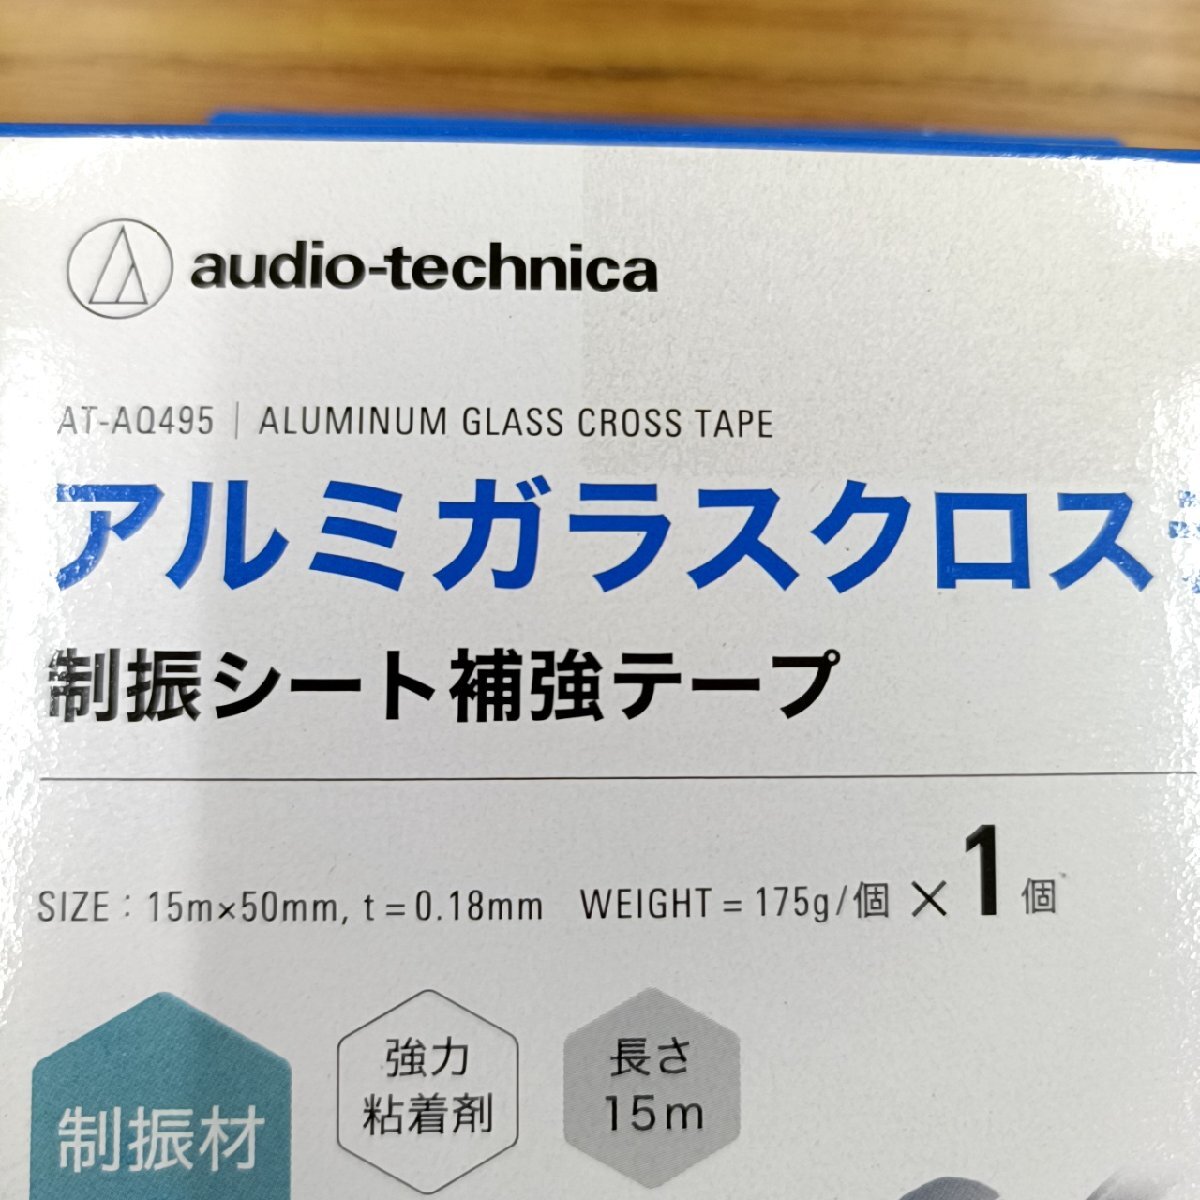 audio-technica
AT-AQ495 | ALUMINUM GLASS CROSS TAPE
アルミガラスクロス
制振シート補強テープ
SIZE : 15m×50mm, t = 0.18mm WEIGHT = 175g/個 × 1 個
制振材
強力
粘着剤
長さ
15m